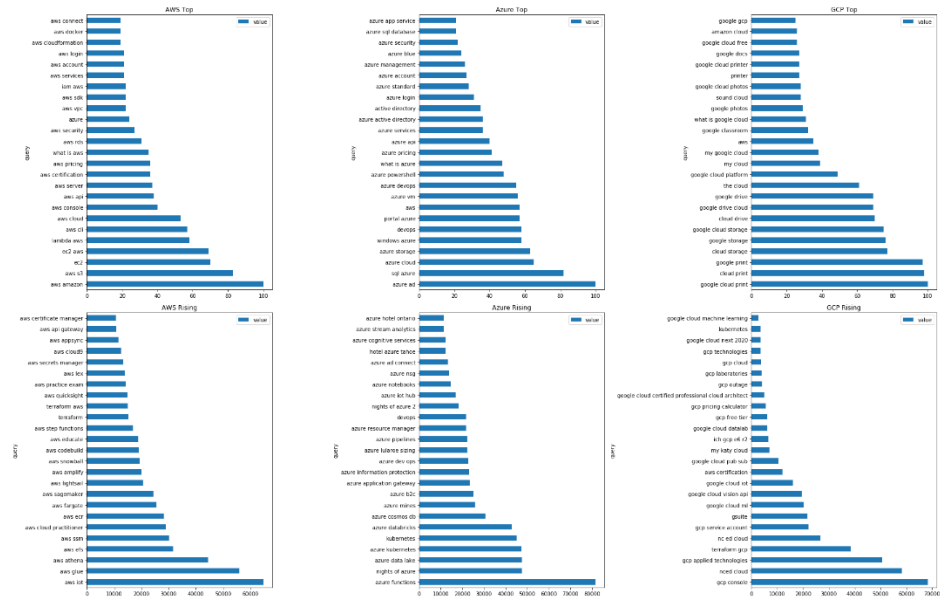 AWS Top
value
aws connect
aws docker
aws cloudformation
aws login
aws account
aws services
iam aws
aws sdk
aws vpc
azure
aws security
aws rds
what is aws
aws pricing
aws certification
aws server
aws api
aws console
aws cloud
aws cli
lambda aws
ec2 aws
ec2
aws s3
aws amazon
query
0 20 40 60 80 100
Azure Top
value
azure app service
azure sql database
azure security
azure blue
azure management
azure account
azure standard
azure login
active directory
azure active directory
azure services
azure api
azure pricing
what is azure
azure powershell
azure devops
azure vm
aws
portal azure
devops
windows azure
azure storage
azure cloud
sql azure
azure ad
query
0 20 40 60 80 100
GCP Top
value
google gcp
amazon cloud
google cloud free
google docs
google cloud printer
printer
google cloud photos
sound cloud
google photos
what is google cloud
google classroom
aws
my google cloud
my cloud
google cloud platform
the cloud
google drive
google drive cloud
cloud drive
google cloud storage
google storage
cloud storage
google print
cloud print
google cloud print
query
0 20 40 60 80 100
AWS Rising
value
aws certificate manager
aws api gateway
aws appsync
aws cloud9
aws secrets manager
aws lex
aws practice exam
aws quicksight
terraform aws
terraform
aws step functions
aws educate
aws codebuild
aws snowball
aws amplify
aws lightsail
aws sagemaker
aws fargate
aws ecr
aws cloud practitioner
aws ssm
aws efs
aws athena
aws glue
aws iot
query
0 10000 20000 30000 40000 50000 60000
Azure Rising
value
azure hotel ontario
azure stream analytics
azure cognitive services
hotel azure tahoe
azure ad connect
azure nsg
azure notebooks
azure iot hub
nights of azure 2
devops
azure resource manager
azure pipelines
azure lularoe sizing
azure dev ops
azure information protection
azure application gateway
azure b2c
azure mines
azure cosmos db
azure databricks
kubernetes
azure kubernetes
azure data lake
nights of azure
azure functions
query
0 10000 20000 30000 40000 50000 60000 70000 80000
GCP Rising
value
google cloud machine learning
kubernetes
google cloud next 2020
gcp technologies
gcp cloud
gcp laboratories
gcp outage
google cloud certified professional cloud architect
gcp pricing calculator
gcp free tier
google cloud datalab
ich gcp e6 r2
my katy cloud
google cloud pub sub
aws certification
google cloud iot
google cloud vision api
google cloud ml
gsuite
gcp service account
nc ed cloud
terraform gcp
gcp applied technologies
nced cloud
gcp console
query
0 10000 20000 30000 40000 50000 60000 70000